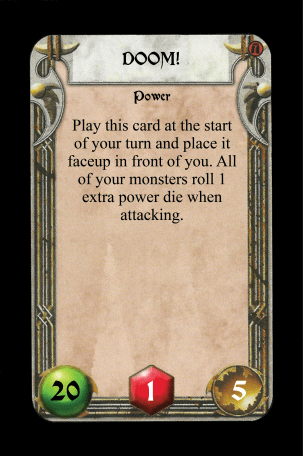 DOOM!
Power
Play this card at the start
of your turn and place it
faceup in front of you. All
of your monsters roll 1
extra power die when
attacking.
20 1 5